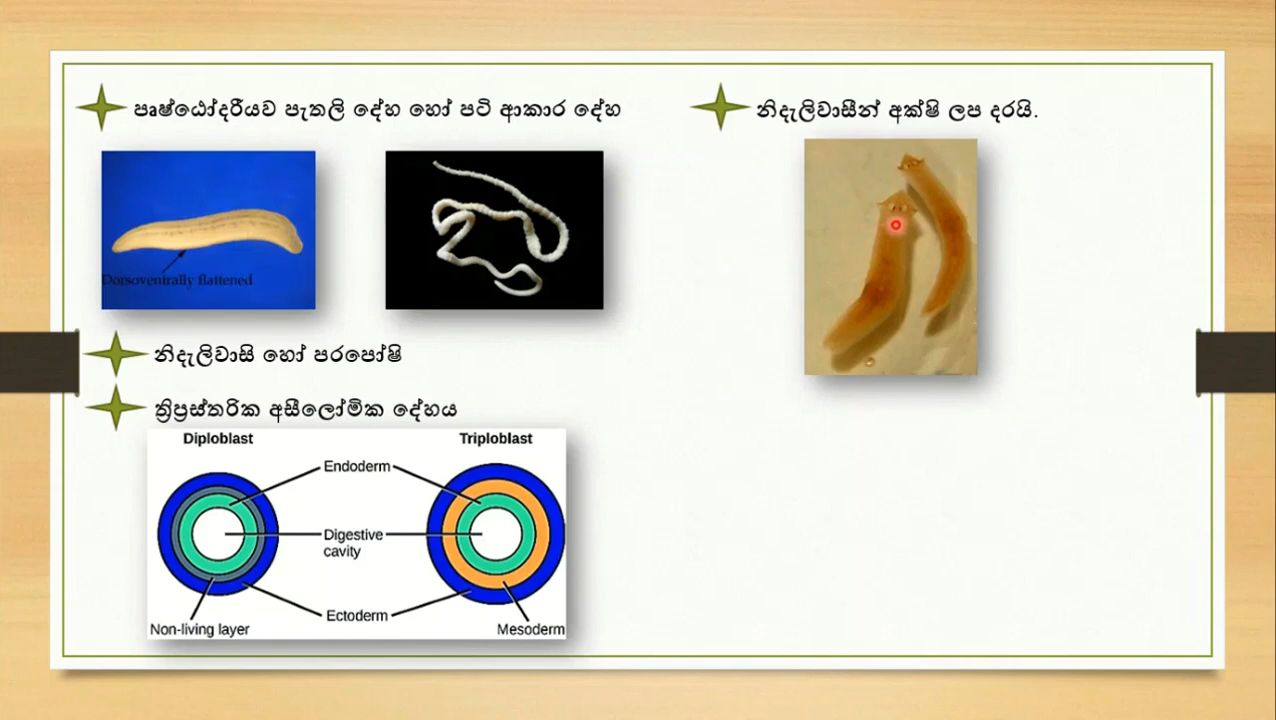 පෘෂ්ඨෝදරීයව පැතලි දේහ හෝ පටි ආකාර දේහ
Dorsoventrally flattened
නිදැලිවාසි හෝ පරපෝෂි
ත්‍රිප්‍රස්තරික අසීලෝමික දේහය
Diploblast
Triploblast
Endoderm
Digestive
cavity
Ectoderm
Non-living layer
Mesoderm
නිදැලිවාසීන් අක්ෂි ලප දරයි.